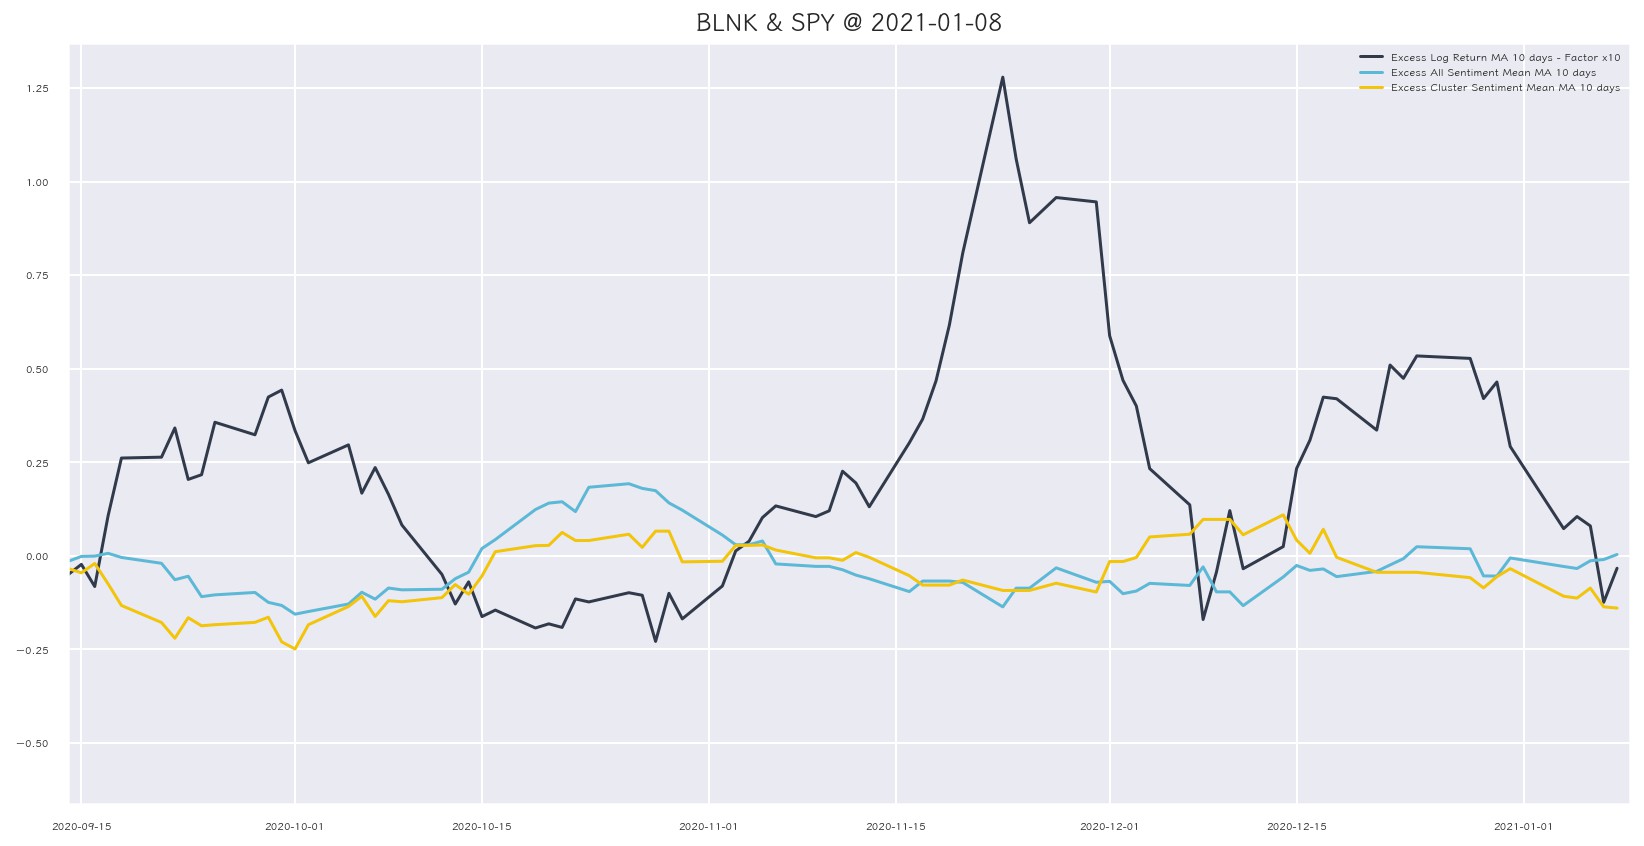 BLNK & SPY @ 2021-01-08
Excess Log Return MA 10 days - Factor x10
Excess All Sentiment Mean MA 10 days
Excess Cluster Sentiment Mean MA 10 days
1.25
1.00
0.75
0.50
0.25
0.00
−0.25
−0.50
2020-09-15 2020-10-01 2020-10-15 2020-11-01 2020-11-15 2020-12-01 2020-12-15 2021-01-01